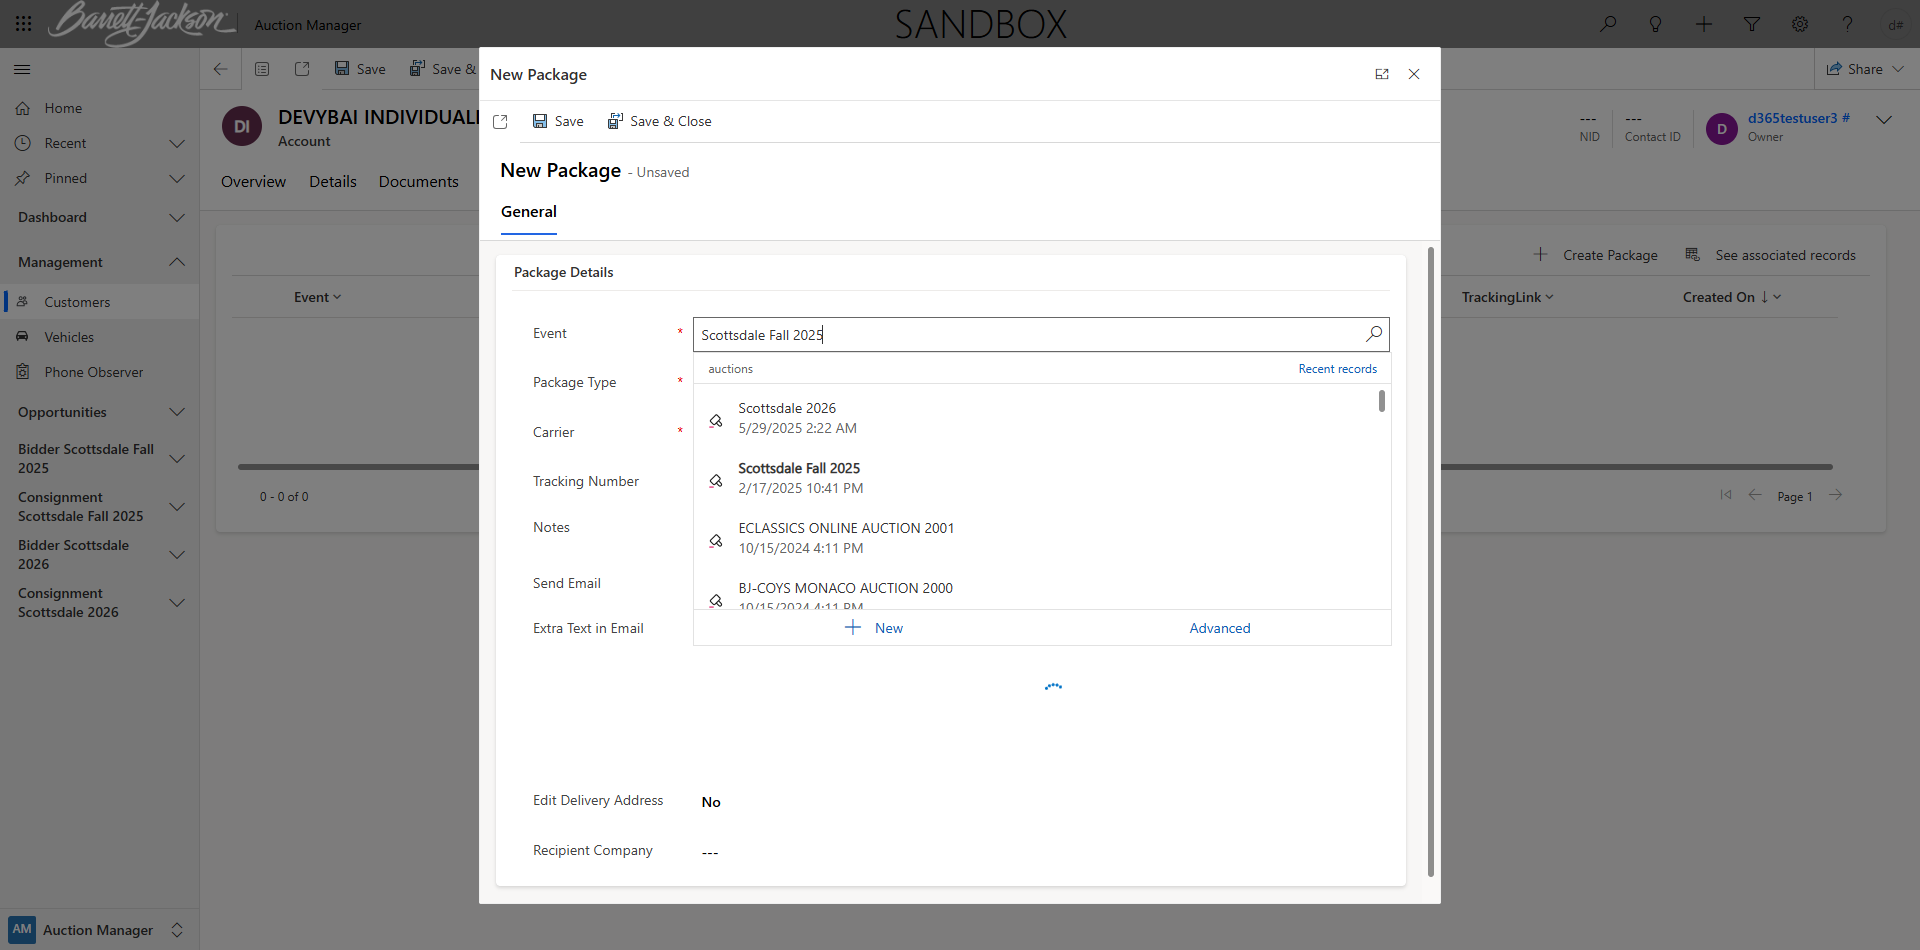 Barrett-Jackson
Auction Manager
SANDBOX
d#
Save
Save &
Share
Home
Recent
Pinned
Dashboard
Management
Customers
Vehicles
Phone Observer
Opportunities
Bidder Scottsdale Fall
2025
Consignment
Scottsdale Fall 2025
Bidder Scottsdale
2026
Consignment
Scottsdale 2026
AM
Auction Manager
DI
DEVYBAI INDIVIDUAL
Account
Overview
Details
Documents
---
NID
---
Contact ID
D
d365testuser3 #
Owner
Create Package
See associated records
Event
TrackingLink
Created On
0 - 0 of 0
Page 1
New Package
Save
Save & Close
New Package
- Unsaved
General
Package Details
Event
*
Scottsdale Fall 2025
auctions
Recent records
Scottsdale 2026
5/29/2025 2:22 AM
Scottsdale Fall 2025
2/17/2025 10:41 PM
ECLASSICS ONLINE AUCTION 2001
10/15/2024 4:11 PM
BJ-COYS MONACO AUCTION 2000
10/15/2024 4:11 PM
New
Advanced
Package Type
*
Carrier
*
Tracking Number
Notes
Send Email
Extra Text in Email
Edit Delivery Address
No
Recipient Company
---